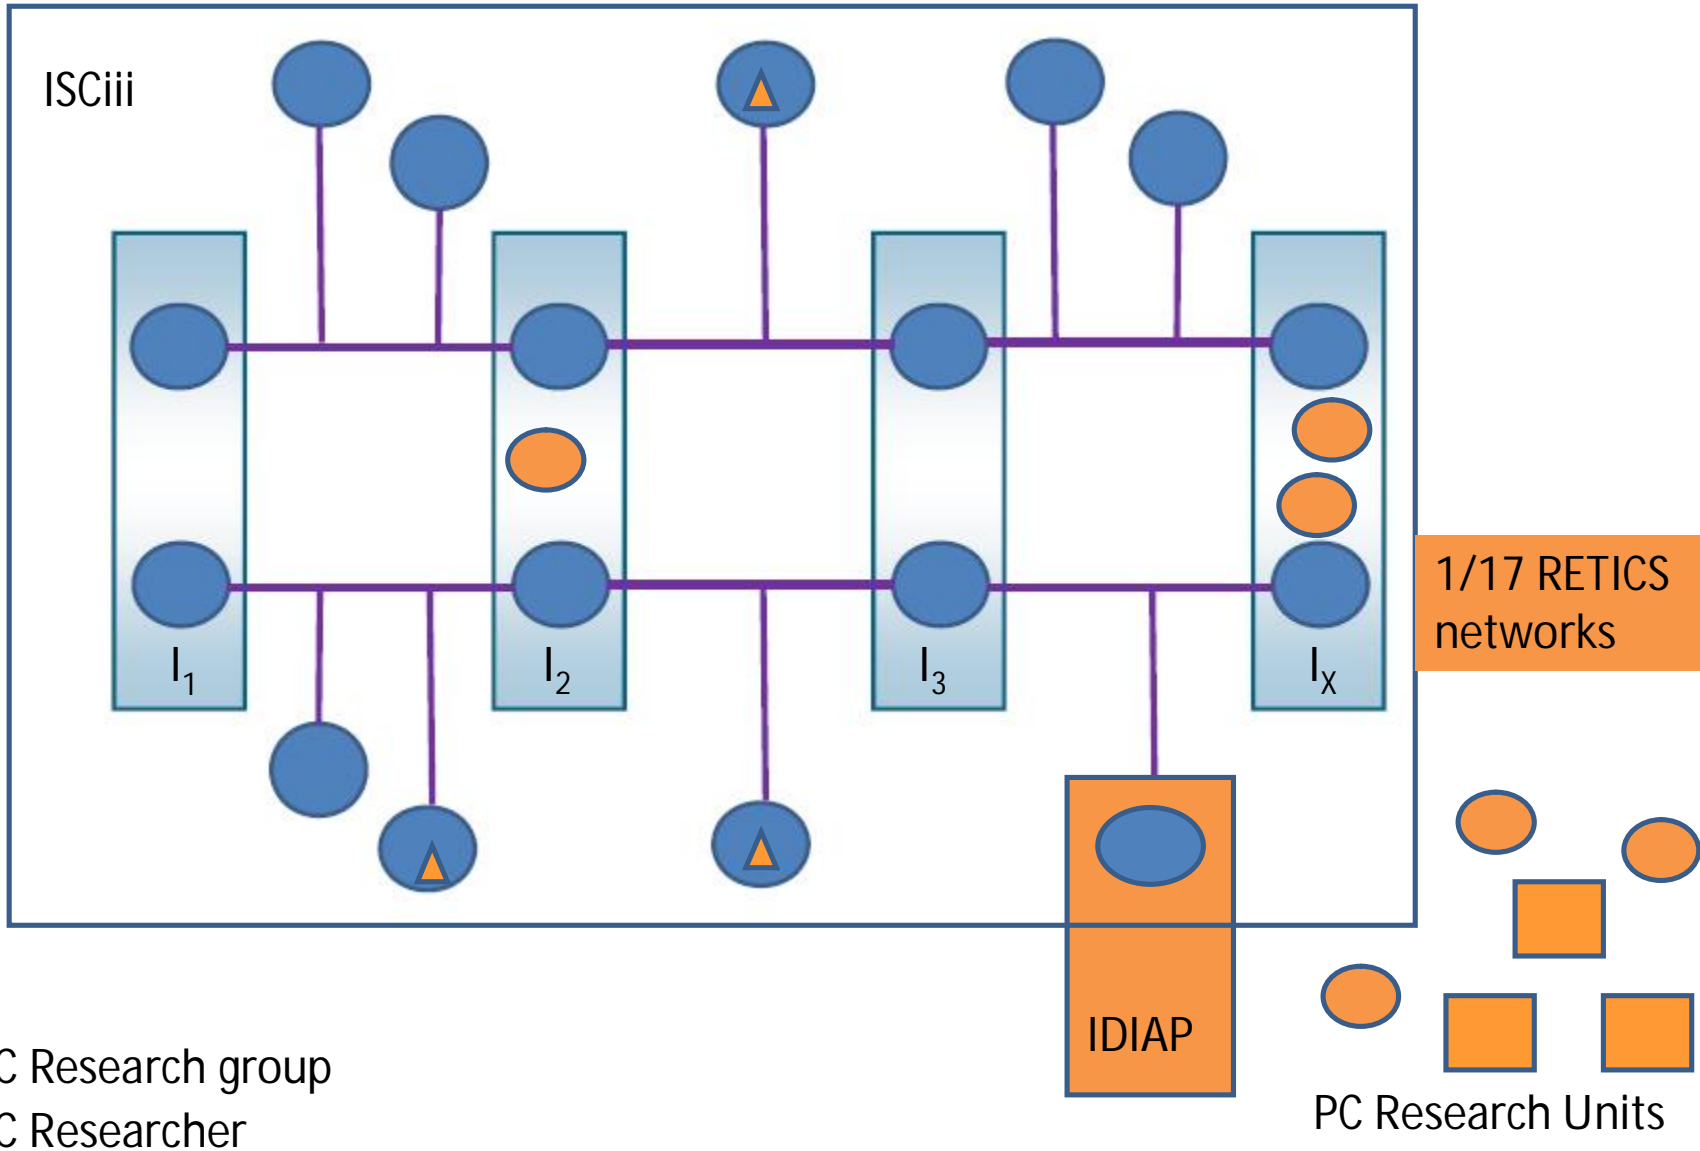 ISCiii
I1
I2
I3
IX
1/17 RETICS
networks
IDIAP
C Research group
C Researcher
PC Research Units